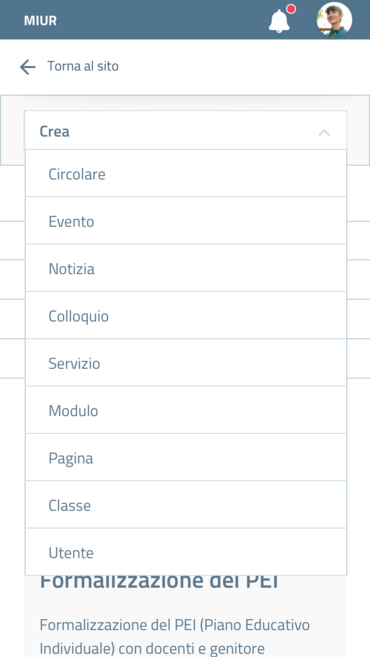 MIUR
Torna al sito
Crea
Circolare
Evento
Notizia
Colloquio
Servizio
Modulo
Pagina
Classe
Utente
Formalizzazione del PEI
Formalizzazione del PEI (Piano Educativo
Individuale) con docenti e genitore